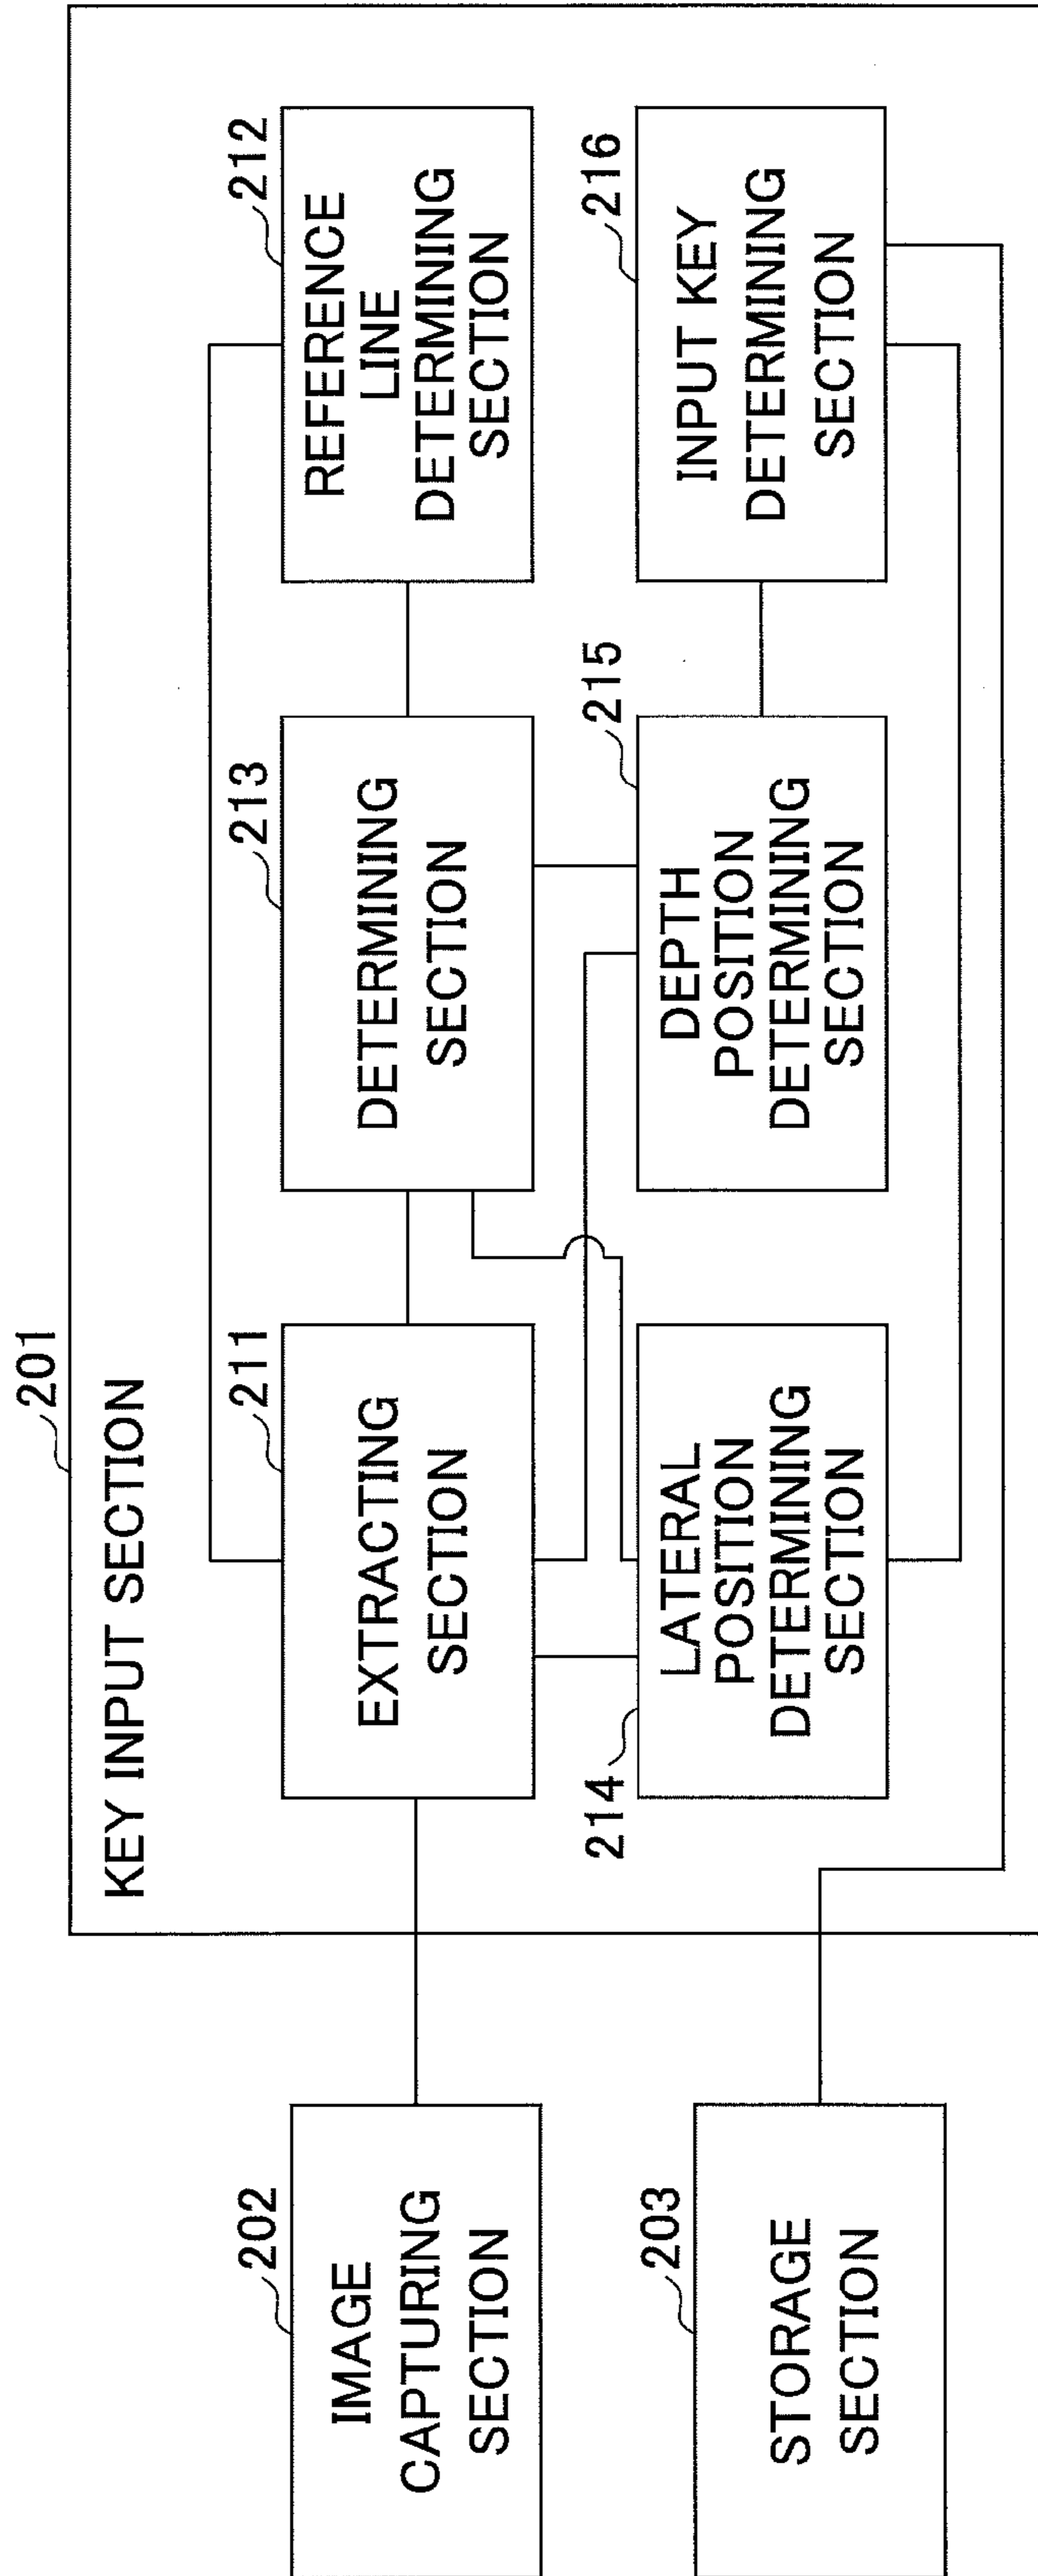 201
KEY INPUT SECTION
202
IMAGE
CAPTURING
SECTION
211
EXTRACTING
SECTION
213
DETERMINING
SECTION
212
REFERENCE
LINE
DETERMINING
SECTION
203
STORAGE
SECTION
214
LATERAL
POSITION
DETERMINING
SECTION
215
DEPTH
POSITION
DETERMINING
SECTION
216
INPUT KEY
DETERMINING
SECTION